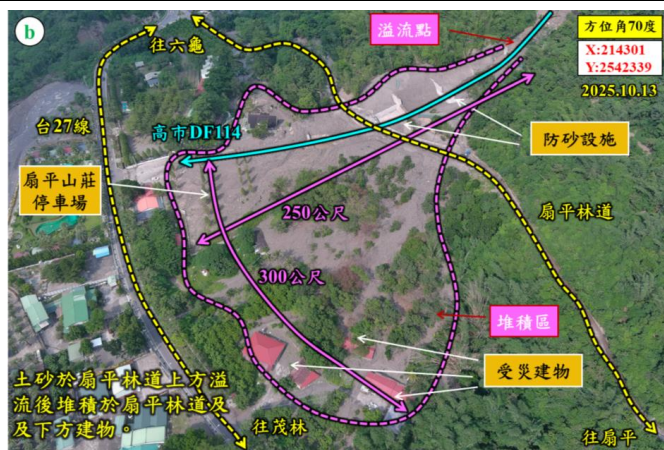 b
往六龜
溢流點
方位角70度
X:214301
Y:2542339
2025.10.13
台27線
高市DF114
防砂設施
扇平山莊
停車場
250公尺
扇平林道
300公尺
堆積區
受災建物
土砂於扇平林道上方溢
流後堆積於扇平林道及
及下方建物。
往茂林
往扇平